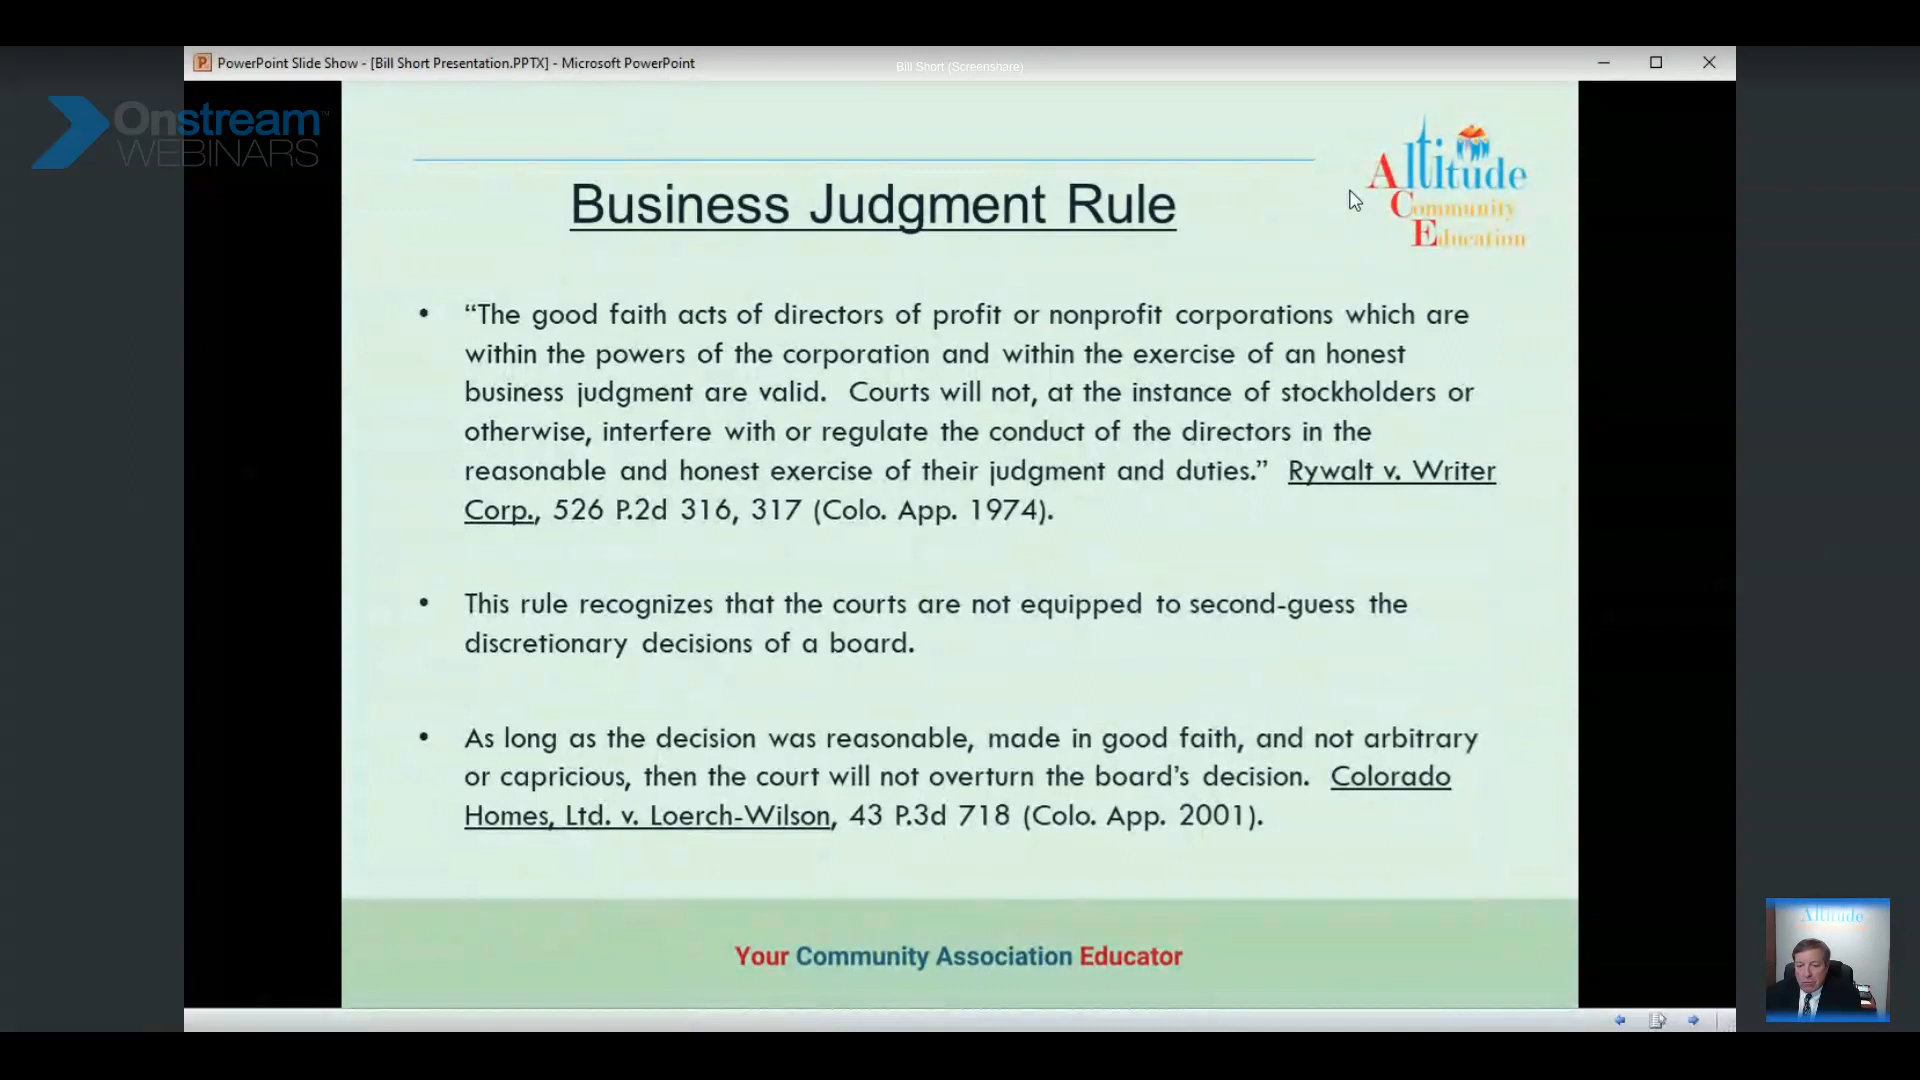 PowerPoint Slide Show - [Bill Short Presentation.PPTX] - Microsoft PowerPoint
Bill Short (Screenshare)
Onstream™
WEBINARS
Altitude
Community
Education
Business Judgment Rule
• “The good faith acts of directors of profit or nonprofit corporations which are
within the powers of the corporation and within the exercise of an honest
business judgment are valid. Courts will not, at the instance of stockholders or
otherwise, interfere with or regulate the conduct of the directors in the
reasonable and honest exercise of their judgment and duties.” Rywalt v. Writer
Corp., 526 P.2d 316, 317 (Colo. App. 1974).
• This rule recognizes that the courts are not equipped to second-guess the
discretionary decisions of a board.
• As long as the decision was reasonable, made in good faith, and not arbitrary
or capricious, then the court will not overturn the board’s decision. Colorado
Homes, Ltd. v. Loerch-Wilson, 43 P.3d 718 (Colo. App. 2001).
Your Community Association Educator
Altitude